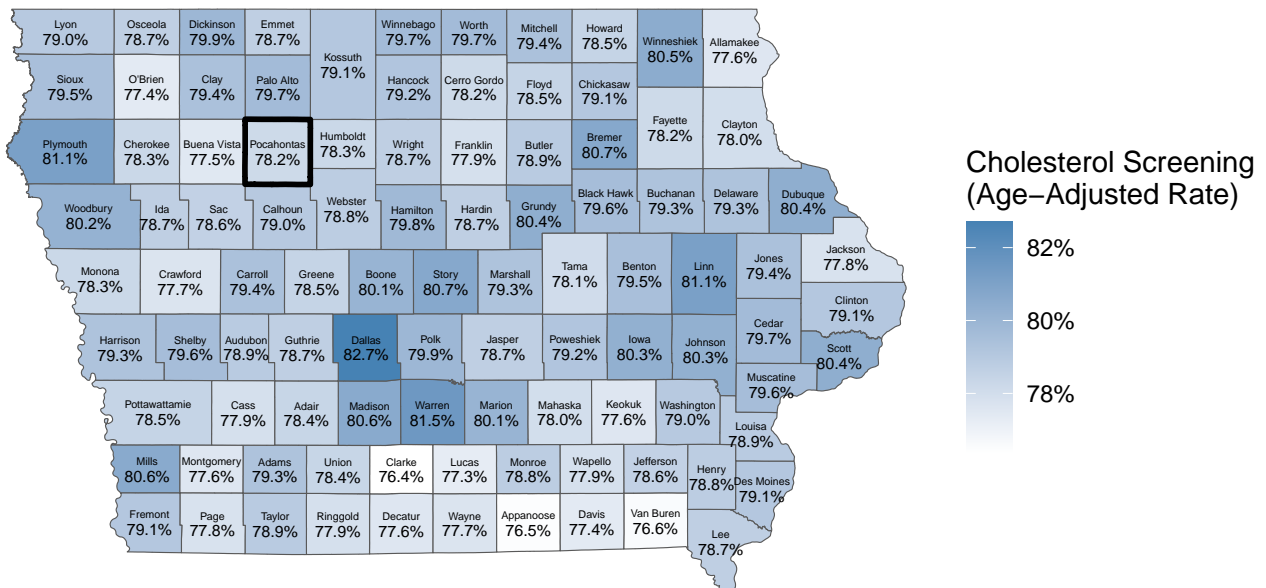 Lyon
79.0%
Osceola
78.7%
Dickinson
79.9%
Emmet
78.7%
Kossuth
79.1%
Winnebago
79.7%
Worth
79.7%
Mitchell
79.4%
Howard
78.5%
Winneshiek
80.5%
Allamakee
77.6%
Sioux
79.5%
O'Brien
77.4%
Clay
79.4%
Palo Alto
79.7%
Hancock
79.2%
Cerro Gordo
78.2%
Floyd
78.5%
Chickasaw
79.1%
Fayette
78.2%
Clayton
78.0%
Plymouth
81.1%
Cherokee
78.3%
Buena Vista
77.5%
Pocahontas
78.2%
Humboldt
78.3%
Wright
78.7%
Franklin
77.9%
Butler
78.9%
Bremer
80.7%
Woodbury
80.2%
Ida
78.7%
Sac
78.6%
Calhoun
79.0%
Webster
78.8%
Hamilton
79.8%
Hardin
78.7%
Grundy
80.4%
Black Hawk
79.6%
Buchanan
79.3%
Delaware
79.3%
Dubuque
80.4%
Monona
78.3%
Crawford
77.7%
Carroll
79.4%
Greene
78.5%
Boone
80.1%
Story
80.7%
Marshall
79.3%
Tama
78.1%
Benton
79.5%
Linn
81.1%
Jones
79.4%
Jackson
77.8%
Clinton
79.1%
Harrison
79.3%
Shelby
79.6%
Audubon
78.9%
Guthrie
78.7%
Dallas
82.7%
Polk
79.9%
Jasper
78.7%
Poweshiek
79.2%
Iowa
80.3%
Johnson
80.3%
Cedar
79.7%
Scott
80.4%
Muscatine
79.6%
Pottawattamie
78.5%
Cass
77.9%
Adair
78.4%
Madison
80.6%
Warren
81.5%
Marion
80.1%
Mahaska
78.0%
Keokuk
77.6%
Washington
79.0%
Louisa
78.9%
Mills
80.6%
Montgomery
77.6%
Adams
79.3%
Union
78.4%
Clarke
76.4%
Lucas
77.3%
Monroe
78.8%
Wapello
77.9%
Jefferson
78.6%
Henry
78.8%
Des Moines
79.1%
Fremont
79.1%
Page
77.8%
Taylor
78.9%
Ringgold
77.9%
Decatur
77.6%
Wayne
77.7%
Appanoose
76.5%
Davis
77.4%
Van Buren
76.6%
Lee
78.7%
Cholesterol Screening
(Age−Adjusted Rate)
82%
80%
78%